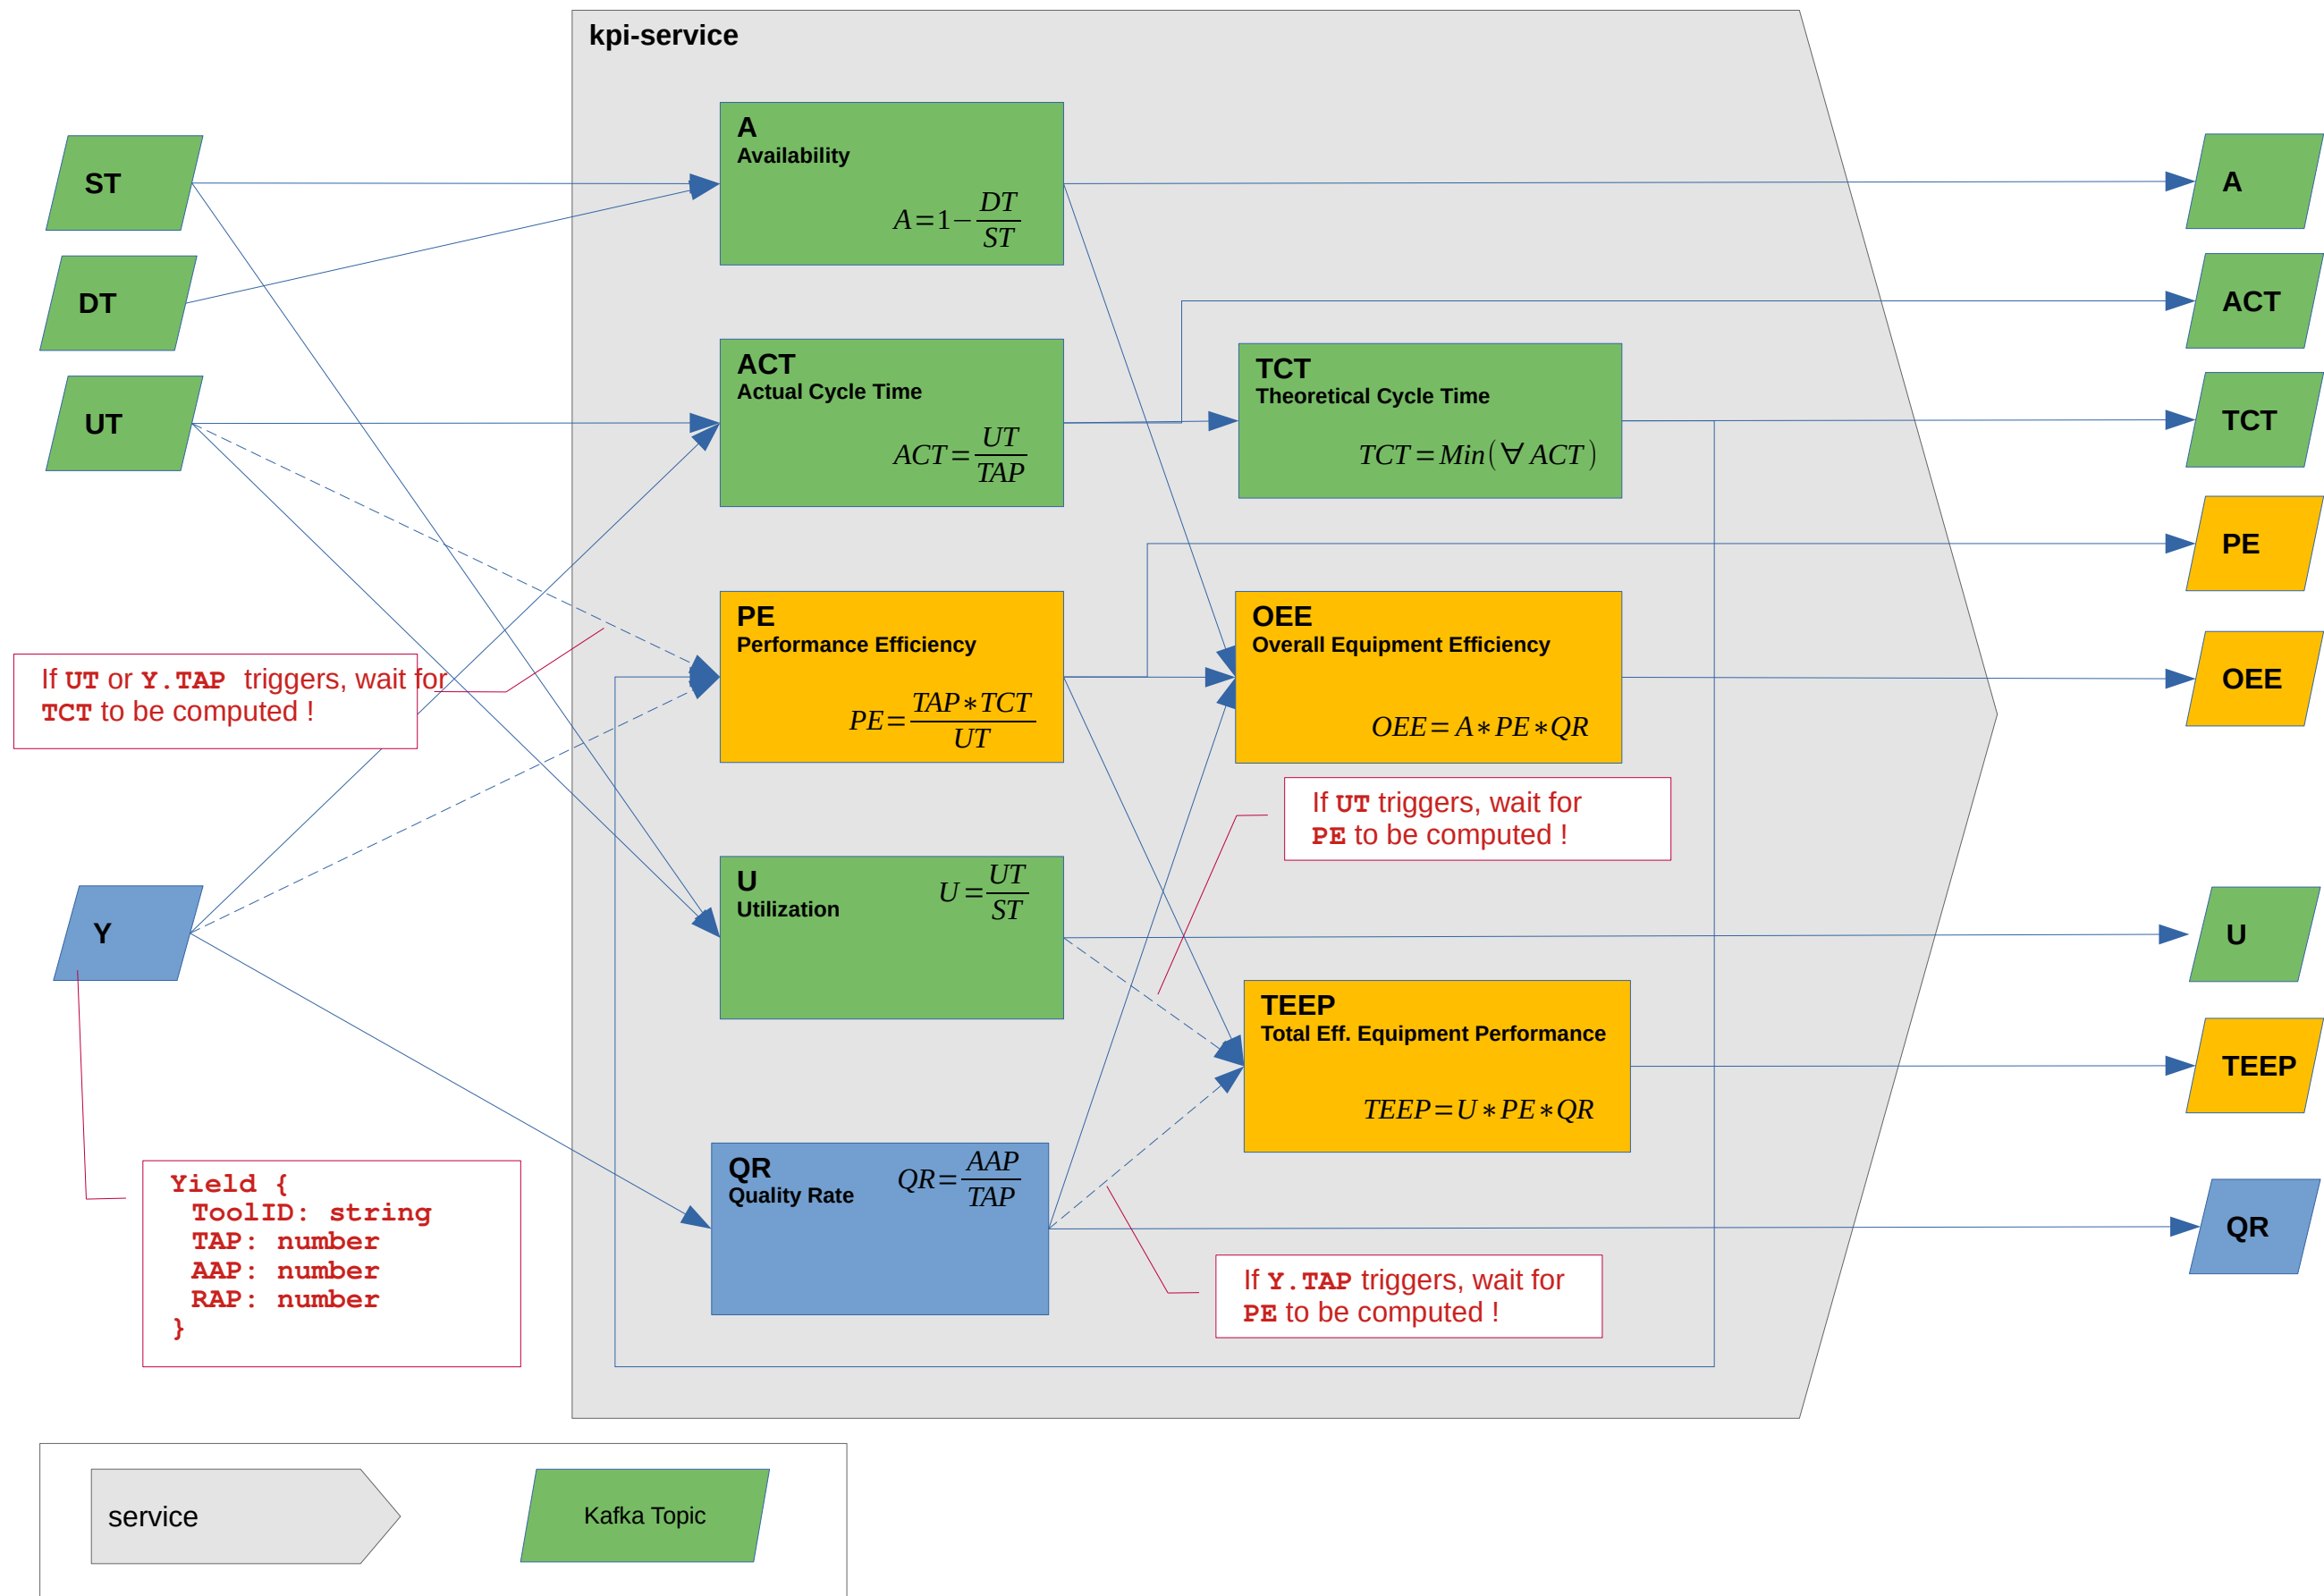 kpi-service
ST
DT
UT
Y
If UT or Y.TAP triggers, wait for
TCT to be computed !
Yield {
ToolID: string
TAP: number
AAP: number
RAP: number
}
A
Availability
A=1−DT/ST
ACT
Actual Cycle Time
ACT=UT/TAP
TCT
Theoretical Cycle Time
TCT=Min(∀ ACT)
PE
Performance Efficiency
PE=TAP∗TCT/UT
OEE
Overall Equipment Efficiency
OEE=A∗PE∗QR
If UT triggers, wait for
PE to be computed !
U
Utilization
U=UT/ST
TEEP
Total Eff. Equipment Performance
TEEP=U∗PE∗QR
QR
Quality Rate
QR=AAP/TAP
If Y.TAP triggers, wait for
PE to be computed !
A
ACT
TCT
PE
OEE
U
TEEP
QR
service
Kafka Topic